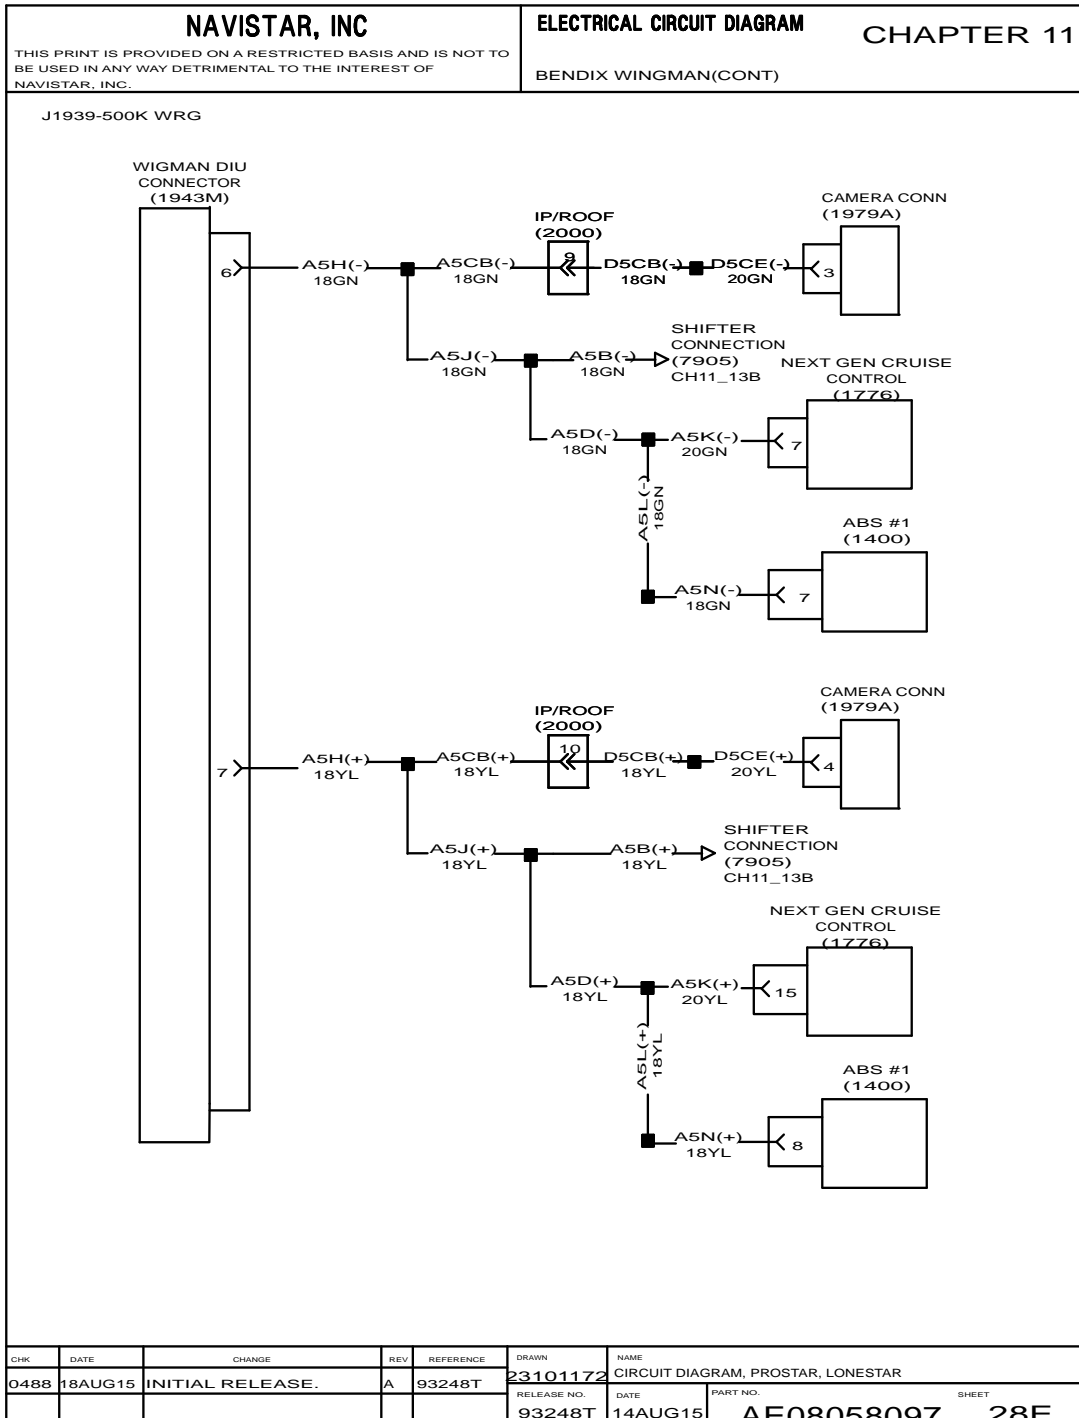 NAVISTAR, INC
THIS PRINT IS PROVIDED ON A RESTRICTED BASIS AND IS NOT TO
BE USED IN ANY WAY DETRIMENTAL TO THE INTEREST OF
NAVISTAR, INC.
ELECTRICAL CIRCUIT DIAGRAM
CHAPTER 11
BENDIX WINGMAN(CONT)
J1939-500K WRG
WIGMAN DIU
CONNECTOR
(1943M)
6
A5H(-)
18GN
A5CB(-)
18GN
IP/ROOF
(2000)
9
D5CB(-)
18GN
D5CE(-)
20GN
CAMERA CONN
(1979A)
3
A5J(-)
18GN
A5B(-)
18GN
SHIFTER
CONNECTION
(7905)
CH11_13B
NEXT GEN CRUISE
CONTROL
(1776)
A5D(-)
18GN
A5K(-)
20GN
7
A5L(-)
18GN
ABS #1
(1400)
A5N(-)
18GN
7
7
A5H(+)
18YL
A5CB(+)
18YL
IP/ROOF
(2000)
10
D5CB(+)
18YL
D5CE(+)
20YL
CAMERA CONN
(1979A)
4
A5J(+)
18YL
A5B(+)
18YL
SHIFTER
CONNECTION
(7905)
CH11_13B
NEXT GEN CRUISE
CONTROL
(1776)
A5D(+)
18YL
A5K(+)
20YL
15
A5L(+)
18YL
ABS #1
(1400)
A5N(+)
18YL
8
CHK DATE CHANGE REV REFERENCE
0488 18AUG15 INITIAL RELEASE. A 93248T
DRAWN
23101172
NAME
CIRCUIT DIAGRAM, PROSTAR, LONESTAR
RELEASE NO.
93248T
DATE
14AUG15
PART NO.
AE08058097
SHEET
28E